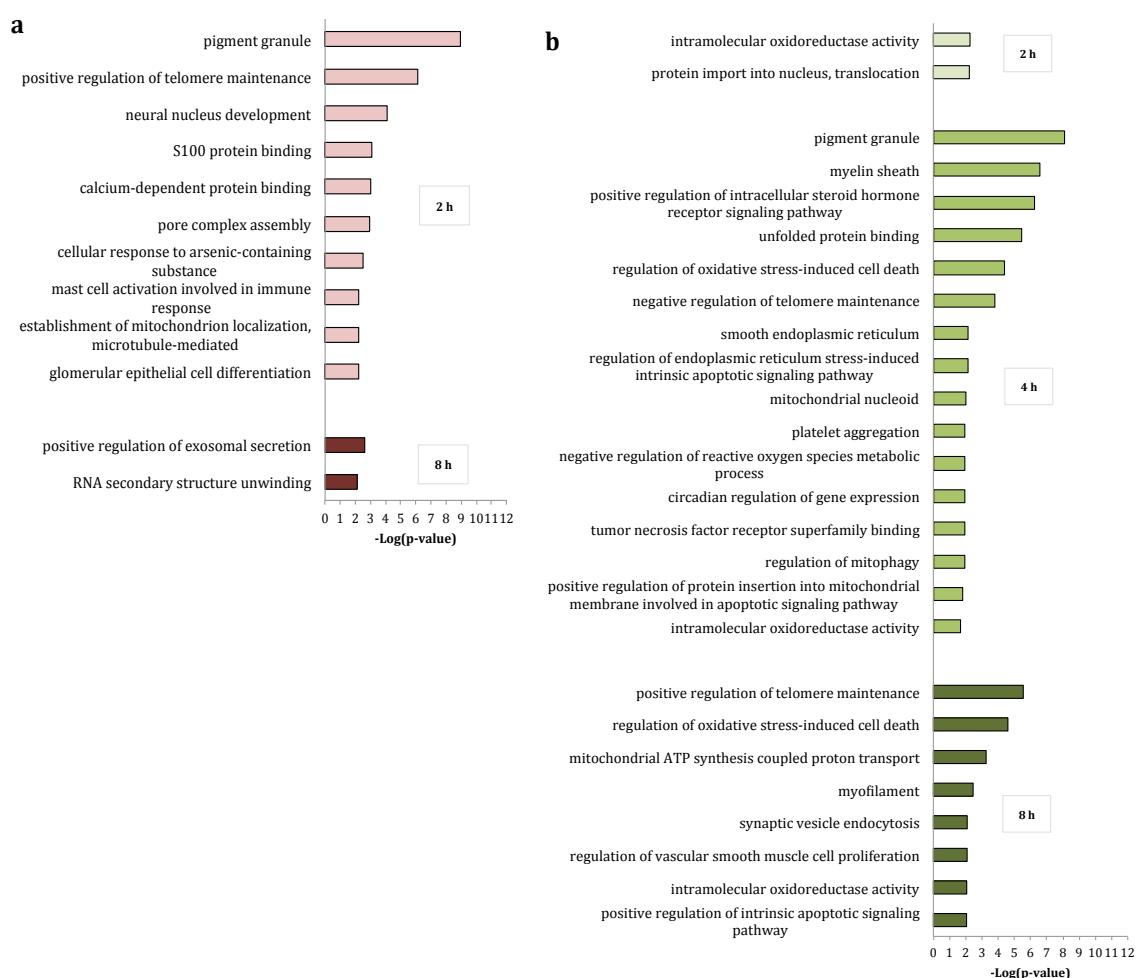 a
pigment granule
positive regulation of telomere maintenance
neural nucleus development
S100 protein binding
calcium-dependent protein binding
2 h
pore complex assembly
cellular response to arsenic-containing
substance
mast cell activation involved in immune
response
establishment of mitochondrion localization,
microtubule-mediated
glomerular epithelial cell differentiation
positive regulation of exosomal secretion
8 h
RNA secondary structure unwinding
0 1 2 3 4 5 6 7 8 9 10 11 12
-Log(p-value)
b
intramolecular oxidoreductase activity
2 h
protein import into nucleus, translocation
pigment granule
myelin sheath
positive regulation of intracellular steroid hormone
receptor signaling pathway
unfolded protein binding
regulation of oxidative stress-induced cell death
negative regulation of telomere maintenance
smooth endoplasmic reticulum
regulation of endoplasmic reticulum stress-induced
intrinsic apoptotic signaling pathway
4 h
mitochondrial nucleoid
platelet aggregation
negative regulation of reactive oxygen species metabolic
process
circadian regulation of gene expression
tumor necrosis factor receptor superfamily binding
regulation of mitophagy
positive regulation of protein insertion into mitochondrial
membrane involved in apoptotic signaling pathway
intramolecular oxidoreductase activity
positive regulation of telomere maintenance
regulation of oxidative stress-induced cell death
mitochondrial ATP synthesis coupled proton transport
myofilament
8 h
synaptic vesicle endocytosis
regulation of vascular smooth muscle cell proliferation
intramolecular oxidoreductase activity
positive regulation of intrinsic apoptotic signaling
pathway
0 1 2 3 4 5 6 7 8 9 10 11 12
-Log(p-value)